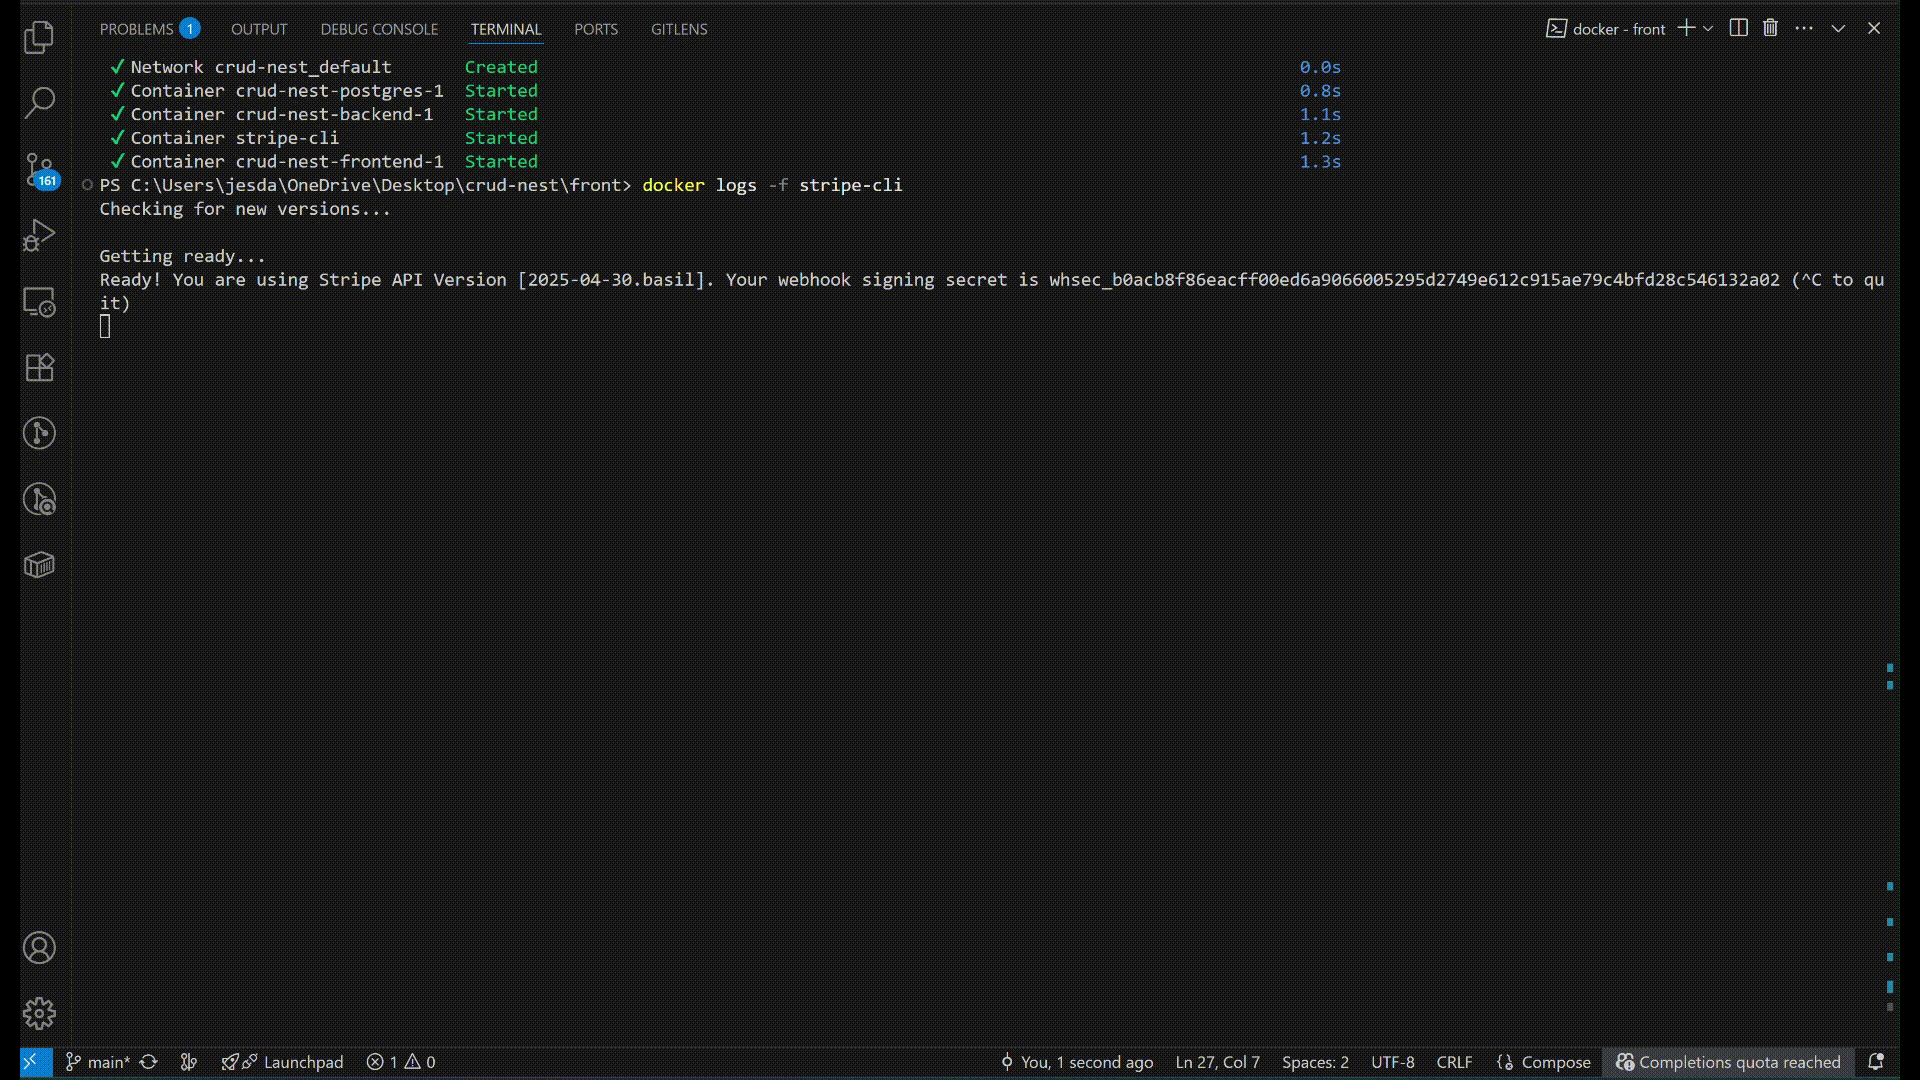 PROBLEMS 1 OUTPUT DEBUG CONSOLE TERMINAL PORTS GITLENS docker - front
✓ Network crud-nest_default Created 0.0s
✓ Container crud-nest-postgres-1 Started 0.8s
✓ Container crud-nest-backend-1 Started 1.1s
✓ Container stripe-cli Started 1.2s
✓ Container crud-nest-frontend-1 Started 1.3s
161
PS C:\Users\jesda\OneDrive\Desktop\crud-nest\front> docker logs -f stripe-cli
Checking for new versions...
Getting ready...
Ready! You are using Stripe API Version [2025-04-30.basil]. Your webhook signing secret is whsec_b0acb8f86eacff00ed6a9066005295d2749e612c915ae79c4bfd28c546132a02 (^C to qu
it)
main* Launchpad 1 0 You, 1 second ago Ln 27, Col 7 Spaces: 2 UTF-8 CRLF Compose Completions quota reached